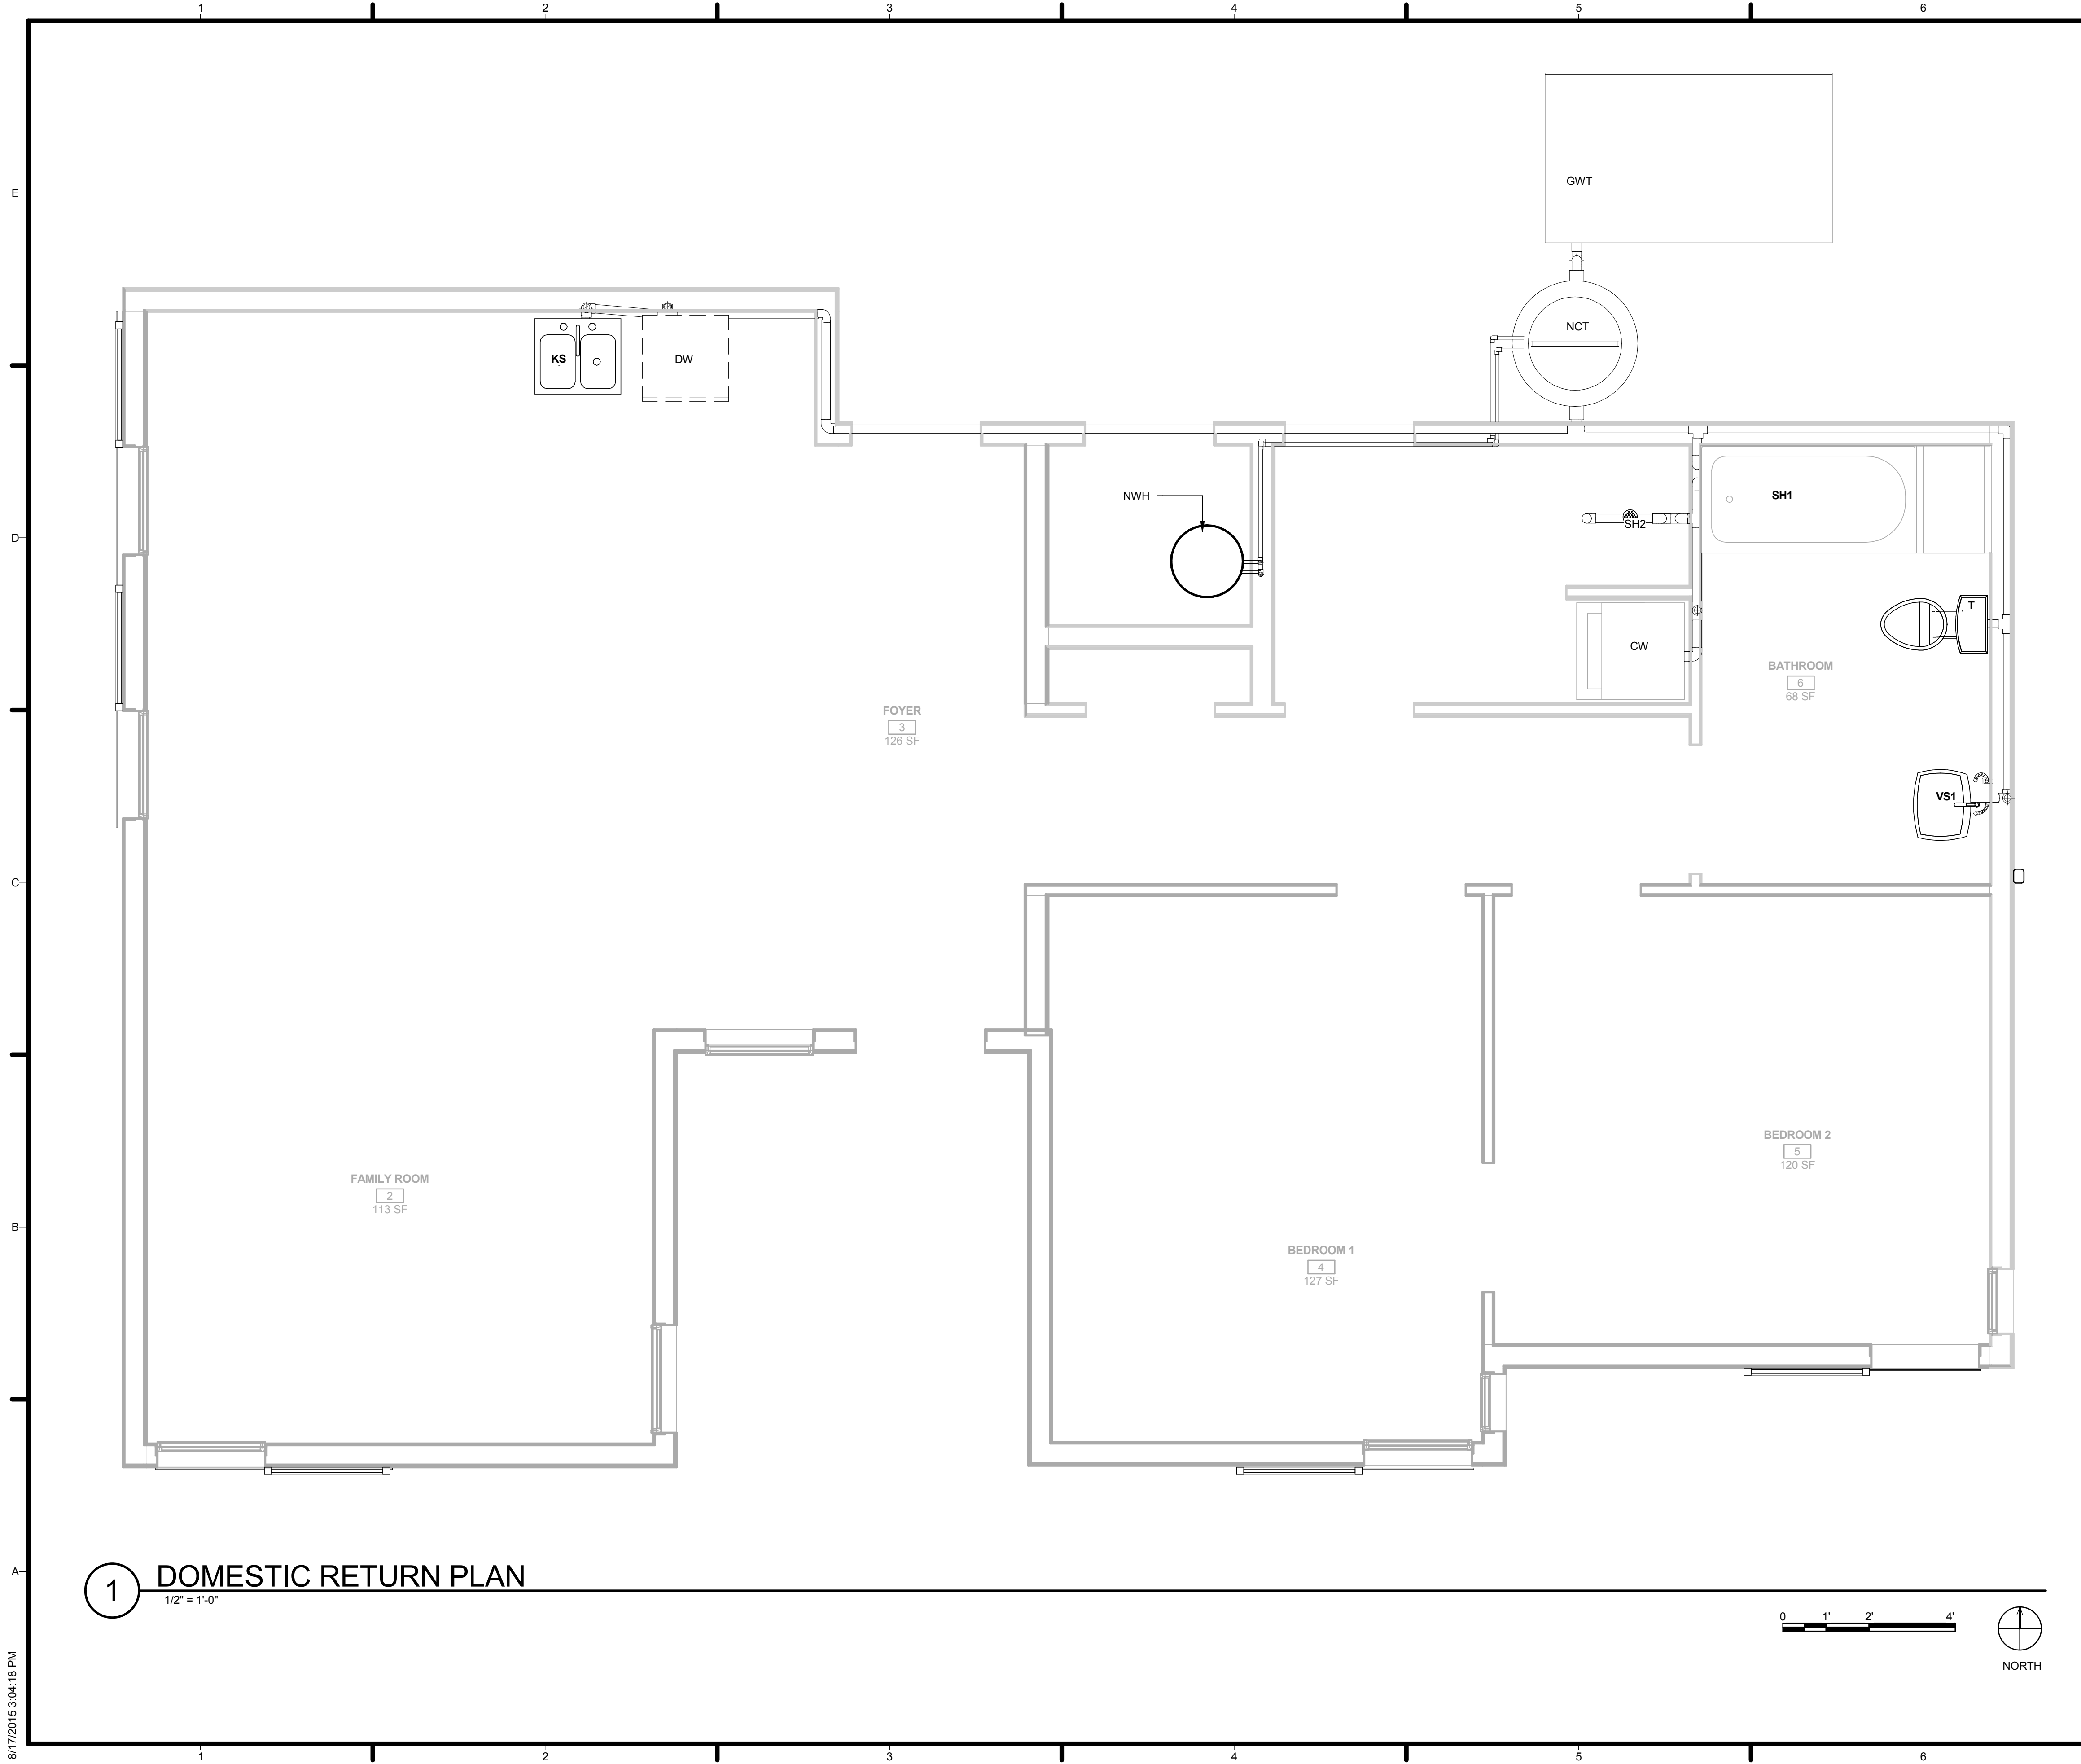 1 2 3 4 5 6
GWT
E
NCT
KS
DW
SH1
NWH
SH2
D
T
CW
BATHROOM
6
68 SF
FOYER
3
126 SF
VS1
C
BEDROOM 2
5
120 SF
FAMILY ROOM
2
113 SF
B
BEDROOM 1
4
127 SF
A
1 DOMESTIC RETURN PLAN
1/2" = 1'-0"
0 1' 2' 4'
NORTH
8/17/2015 3:04:18 PM
1 2 3 4 5 6